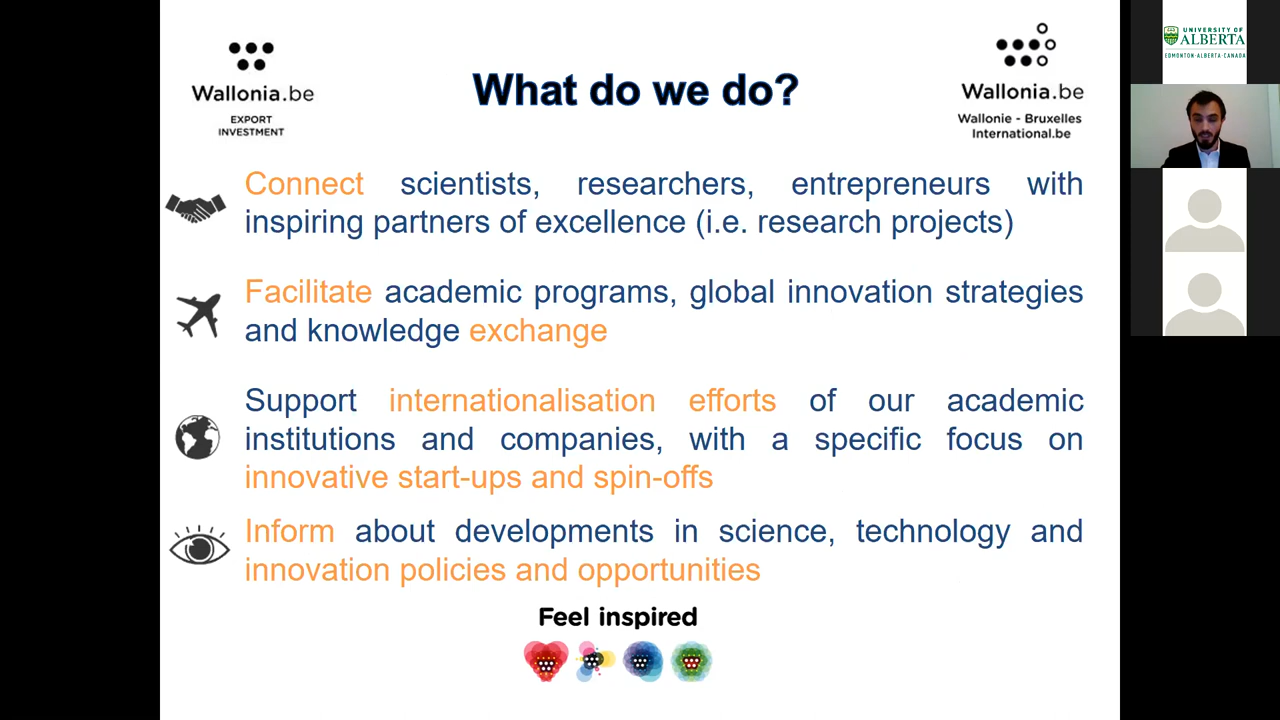 Wallonia.be
EXPORT
INVESTMENT
What do we do?
Wallonia.be
Wallonie - Bruxelles
International.be
UNIVERSITY OF
ALBERTA
EDMONTON·ALBERTA·CANADA
Connect scientists, researchers, entrepreneurs with
inspiring partners of excellence (i.e. research projects)
Facilitate academic programs, global innovation strategies
and knowledge exchange
Support internationalisation efforts of our academic
institutions and companies, with a specific focus on
innovative start-ups and spin-offs
Inform about developments in science, technology and
innovation policies and opportunities
Feel inspired